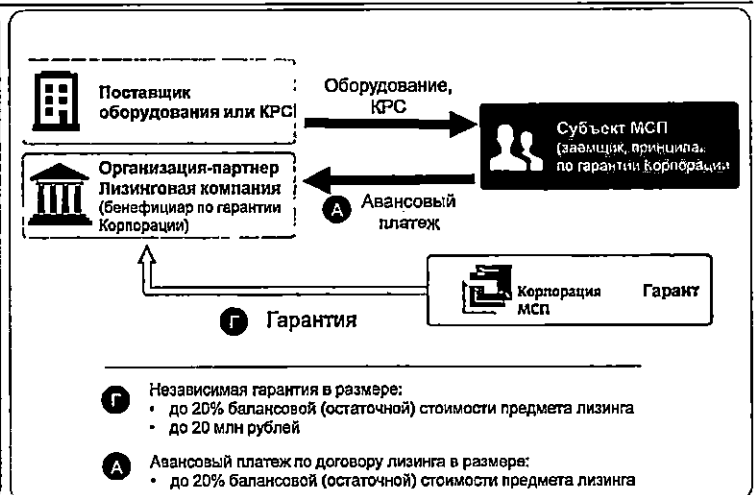 Поставщик
оборудования или КРС
Оборудование,
КРС
Субъект МСП
(заемщик, принципал
по гарантии Корпорации
Организация-партнер
Лизинговая компания
(бенефициар по гарантии
Корпорации)
А Авансовый
платеж
Корпорация
МСП
Гарант
Г Гарантия
Г Независимая гарантия в размере:
• до 20% балансовой (остаточной) стоимости предмета лизинга
• до 20 млн рублей
А Авансовый платеж по договору лизинга в размере:
• до 20% балансовой (остаточной) стоимости предмета лизинга